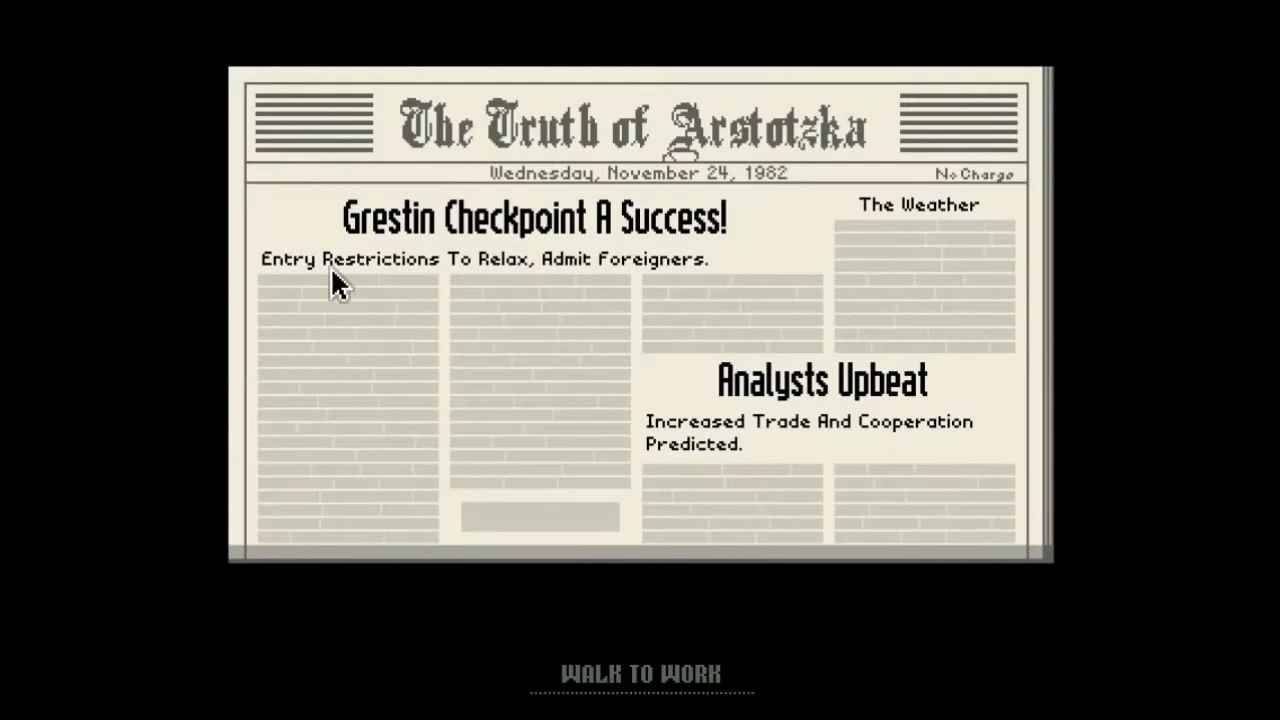 The Truth of Arstotzka
Wednesday, November 24, 1982
No Charge
Grestin Checkpoint A Success!
Entry Restrictions To Relax, Admit Foreigners.
The Weather
Analysts Upbeat
Increased Trade And Cooperation
Predicted.
WALK TO WORK